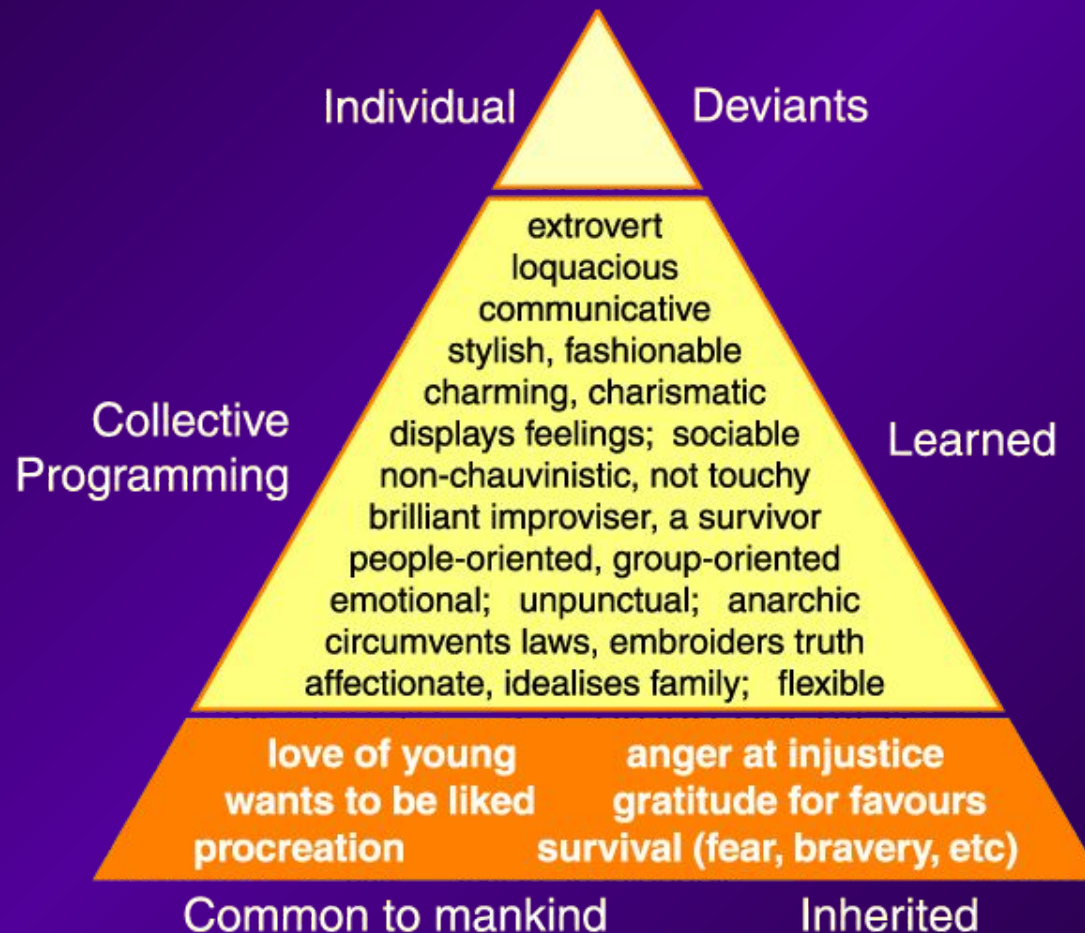 Individual
Deviants
extrovert
loquacious
communicative
stylish, fashionable
charming, charismatic
displays feelings; sociable
non-chauvinistic, not touchy
brilliant improviser, a survivor
people-oriented, group-oriented
emotional; unpunctual; anarchic
circumvents laws, embroiders truth
affectionate, idealises family; flexible
Collective
Programming
Learned
love of young anger at injustice
wants to be liked gratitude for favours
procreation survival (fear, bravery, etc)
Common to mankind Inherited